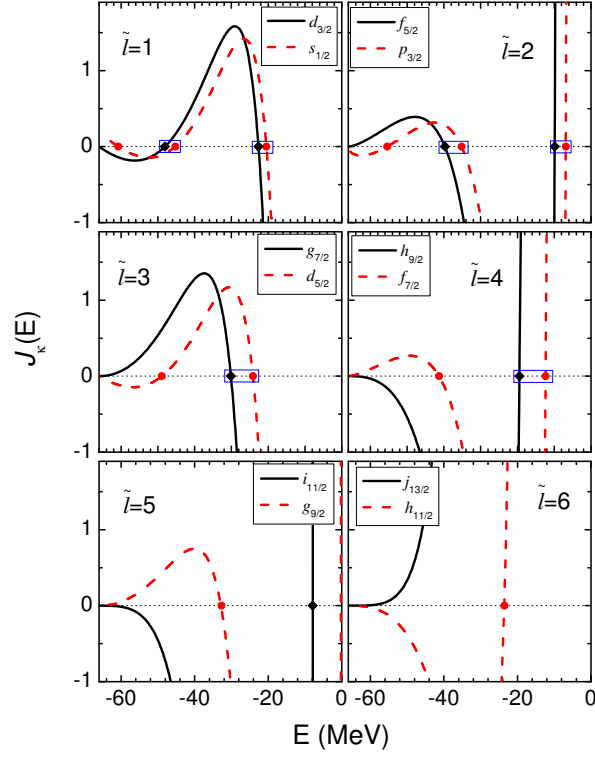 1
0
-1
l̃=1
d3/2
s1/2
l̃=2
f5/2
p3/2
1
0
-1
l̃=3
g7/2
d5/2
l̃=4
h9/2
f7/2
Jκ(E)
1
0
-1
l̃=5
i11/2
g9/2
l̃=6
j13/2
h11/2
-60 -40 -20 0
-60 -40 -20 0
E (MeV)